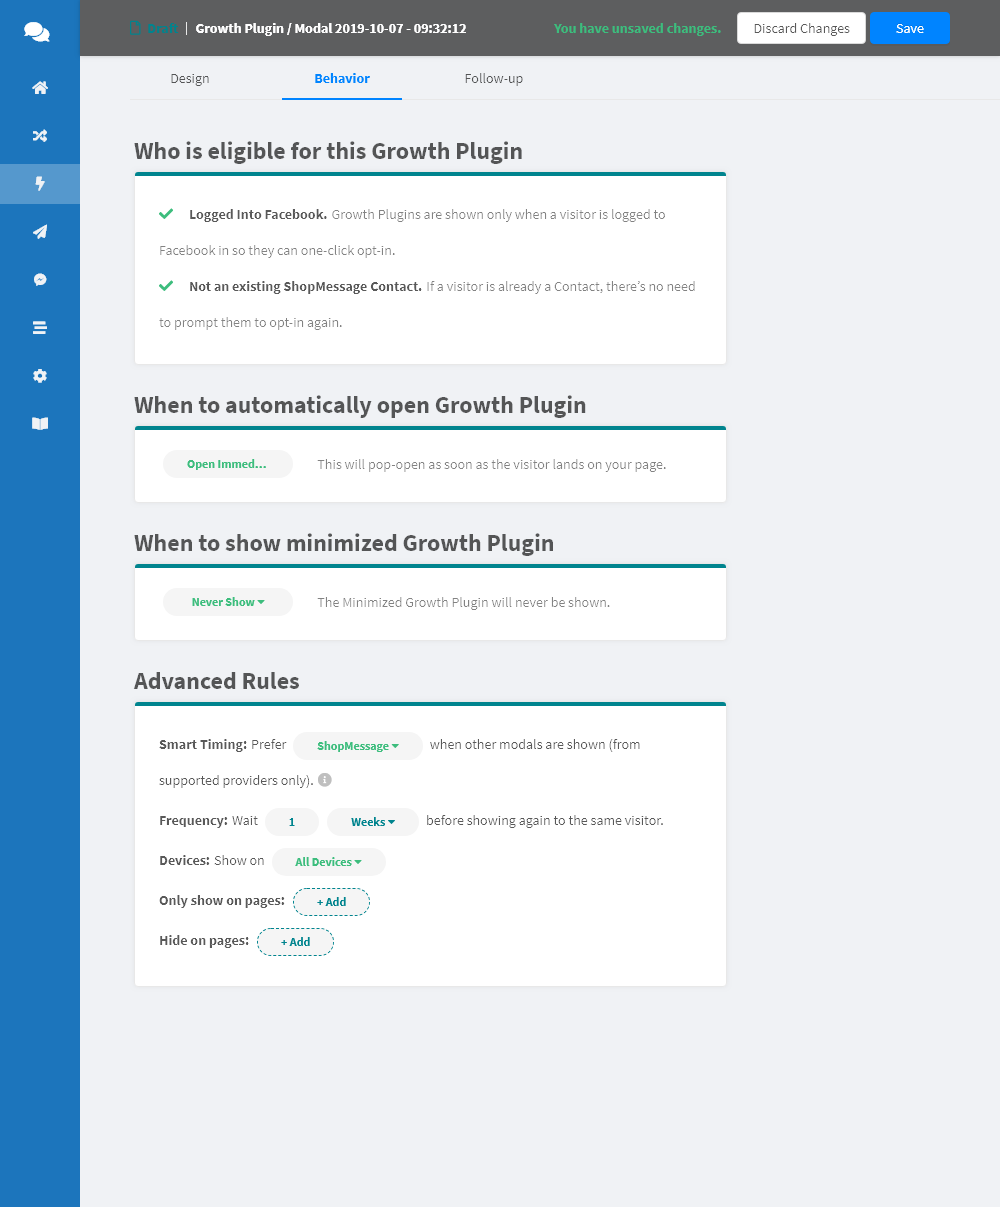 Draft | Growth Plugin / Modal 2019-10-07 - 09:32:12 You have unsaved changes. Discard Changes Save
Design Behavior Follow-up
Who is eligible for this Growth Plugin
Logged Into Facebook. Growth Plugins are shown only when a visitor is logged to
Facebook in so they can one-click opt-in.
Not an existing ShopMessage Contact. If a visitor is already a Contact, there’s no need
to prompt them to opt-in again.
When to automatically open Growth Plugin
Open Immed... This will pop-open as soon as the visitor lands on your page.
When to show minimized Growth Plugin
Never Show The Minimized Growth Plugin will never be shown.
Advanced Rules
Smart Timing: Prefer ShopMessage when other modals are shown (from
supported providers only).
Frequency: Wait 1 Weeks before showing again to the same visitor.
Devices: Show on All Devices
Only show on pages: + Add
Hide on pages: + Add